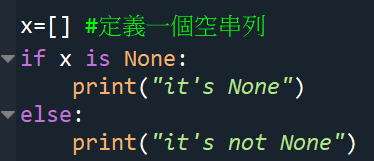 x=[] #定義一個空串列
if x is None:
    print("it's None")
else:
    print("it's not None")